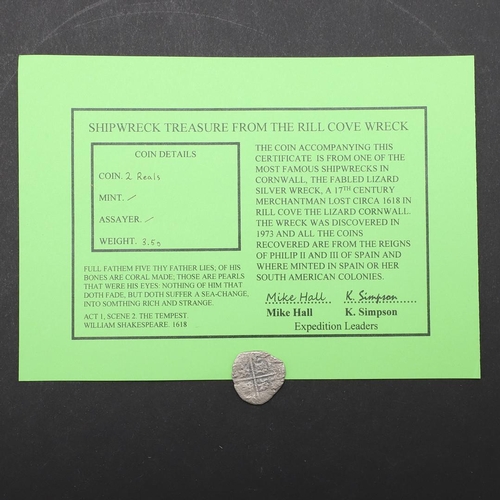 SHIPWRECK TREASURE FROM THE RILL COVE WRECK
COIN DETAILS
COIN. 2 Reals
MINT. /
ASSAYER. /
WEIGHT. 3.5g
FULL FATHEM FIVE THY FATHER LIES; OF HIS
BONES ARE CORAL MADE; THOSE ARE PEARLS
THAT WERE HIS EYES: NOTHING OF HIM THAT
DOTH FADE, BUT DOTH SUFFER A SEA-CHANGE,
INTO SOMTHING RICH AND STRANGE.
ACT 1, SCENE 2. THE TEMPEST.
WILLIAM SHAKESPEARE. 1618
THE COIN ACCOMPANYING THIS
CERTIFICATE IS FROM ONE OF THE
MOST FAMOUS SHIPWRECKS IN
CORNWALL, THE FABLED LIZARD
SILVER WRECK, A 17TH CENTURY
MERCHANTMAN LOST CIRCA 1618 IN
RILL COVE THE LIZARD CORNWALL.
THE WRECK WAS DISCOVERED IN
1973 AND ALL THE COINS
RECOVERED ARE FROM THE REIGNS
OF PHILIP II AND III OF SPAIN AND
WHERE MINTED IN SPAIN OR HER
SOUTH AMERICAN COLONIES.
Mike Hall K. Simpson
Mike Hall K. Simpson
Expedition Leaders